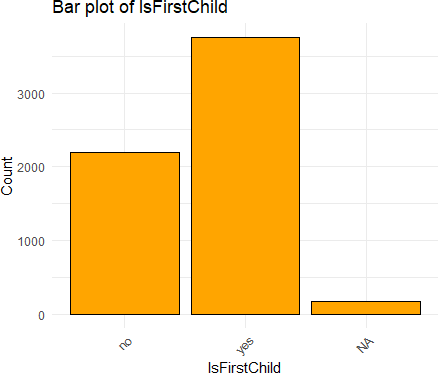 Bar plot of IsFirstChild
Count
3000
2000
1000
0
no
yes
NA
IsFirstChild